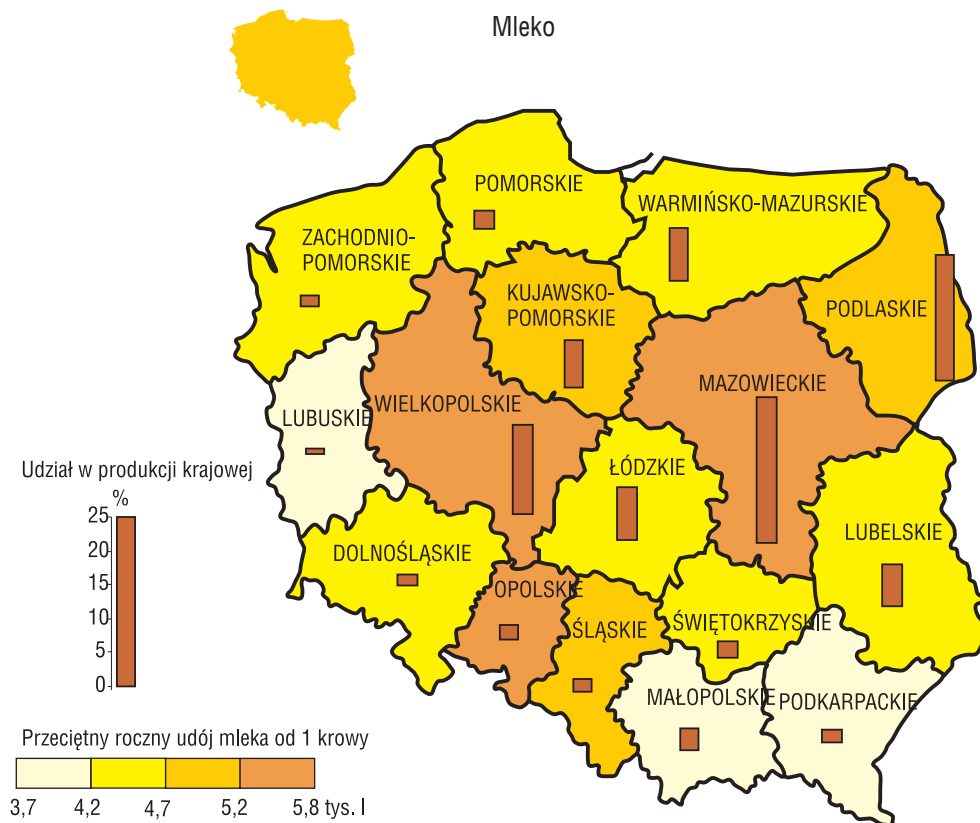 Mleko
POMORSKIE
WARMIŃSKO-MAZURSKIE
ZACHODNIO-
POMORSKIE
KUJAWSKO-
POMORSKIE
PODLASKIE
MAZOWIECKIE
WIELKOPOLSKIE
LUBUSKIE
ŁÓDZKIE
LUBELSKIE
DOLNOŚLĄSKIE
OPOLSKIE
ŚLĄSKIE
ŚWIĘTOKRZYSKIE
MAŁOPOLSKIE
PODKARPACKIE
Udział w produkcji krajowej
%
25
20
15
10
5
0
Przeciętny roczny udój mleka od 1 krowy
3,7 4,2 4,7 5,2 5,8 tys. l